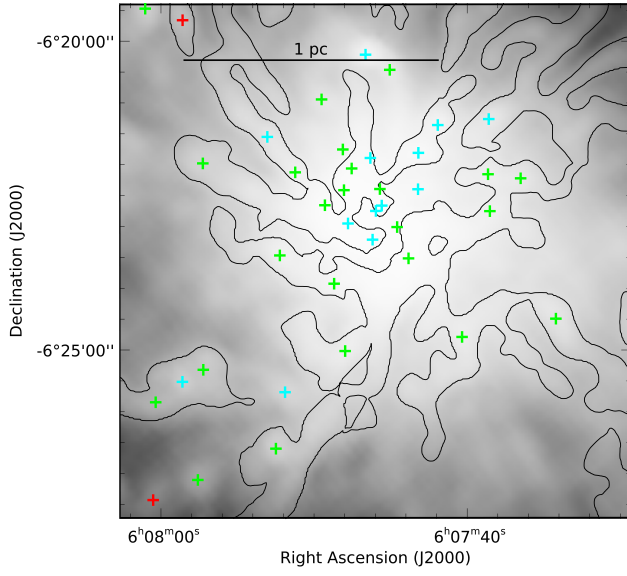 -6°20'00''
1 pc
Declination (J2000)
-6°25'00''
6ʰ08ᵐ00ˢ
6ʰ07ᵐ40ˢ
Right Ascension (J2000)